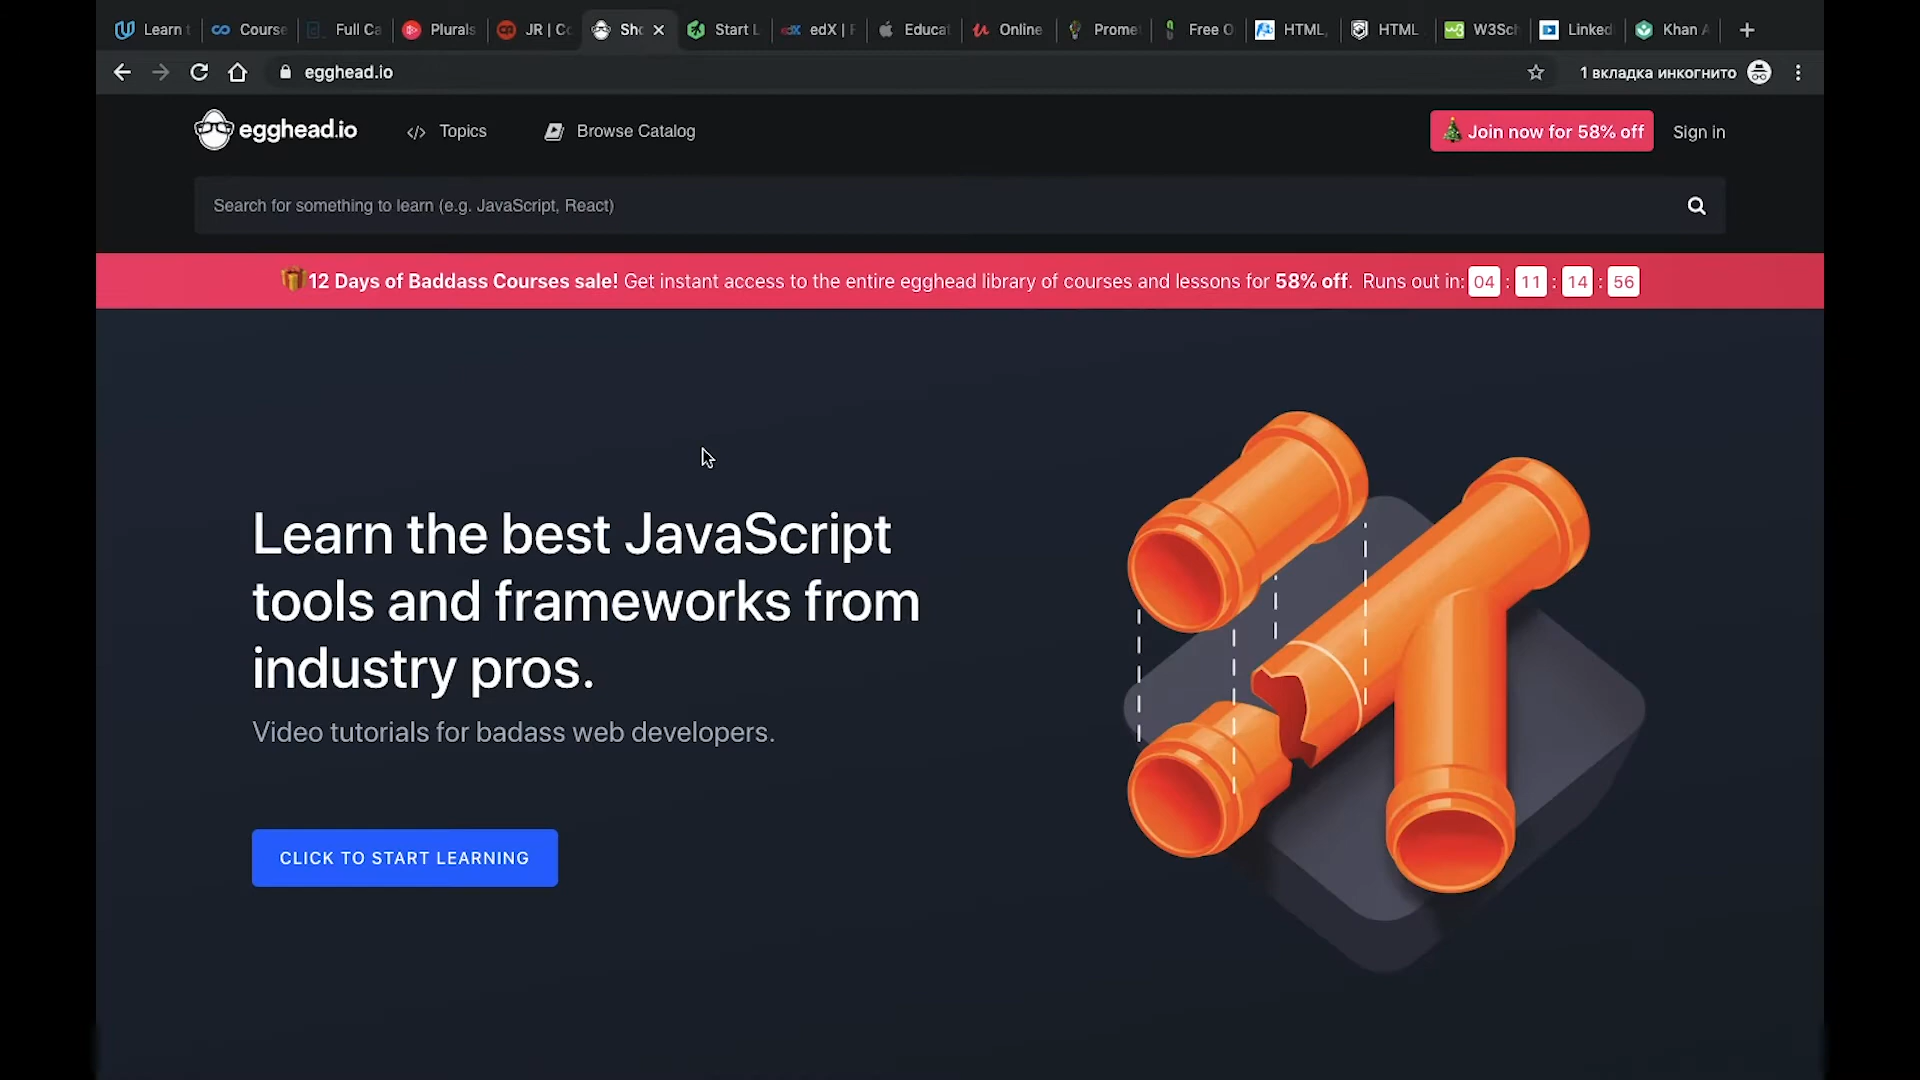 Learn t
Course
Full Ca
Plurals
JR | Co
Sho
Start L
edX | F
Educat
Online
Promet
Free O
HTML,
HTML
W3Sch
Linked
Khan A
egghead.io
1 вкладка инкогнито
egghead.io
Topics
Browse Catalog
Join now for 58% off
Sign in
Search for something to learn (e.g. JavaScript, React)
12 Days of Baddass Courses sale! Get instant access to the entire egghead library of courses and lessons for 58% off. Runs out in: 04 : 11 : 14 : 56
Learn the best JavaScript
tools and frameworks from
industry pros.
Video tutorials for badass web developers.
CLICK TO START LEARNING